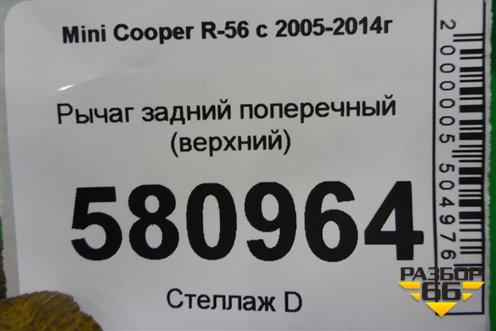 Mini Cooper R-56 с 2005-2014г
Рычаг задний поперечный
(верхний)
580964
Стеллаж D
2000005504976
РАЗБОР
66